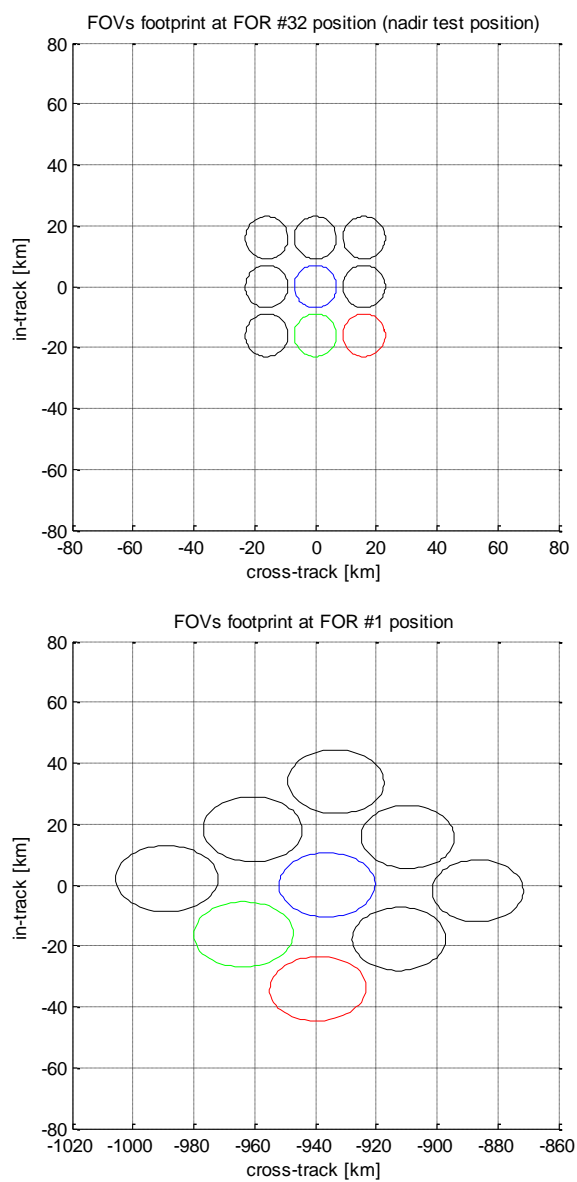 FOVs footprint at FOR #32 position (nadir test position)
80
60
40
20
0
-20
-40
-60
-80
in-track [km]
-80 -60 -40 -20 0 20 40 60 80
cross-track [km]
FOVs footprint at FOR #1 position
80
60
40
20
0
-20
-40
-60
-80
in-track [km]
-1020 -1000 -980 -960 -940 -920 -900 -880 -860
cross-track [km]